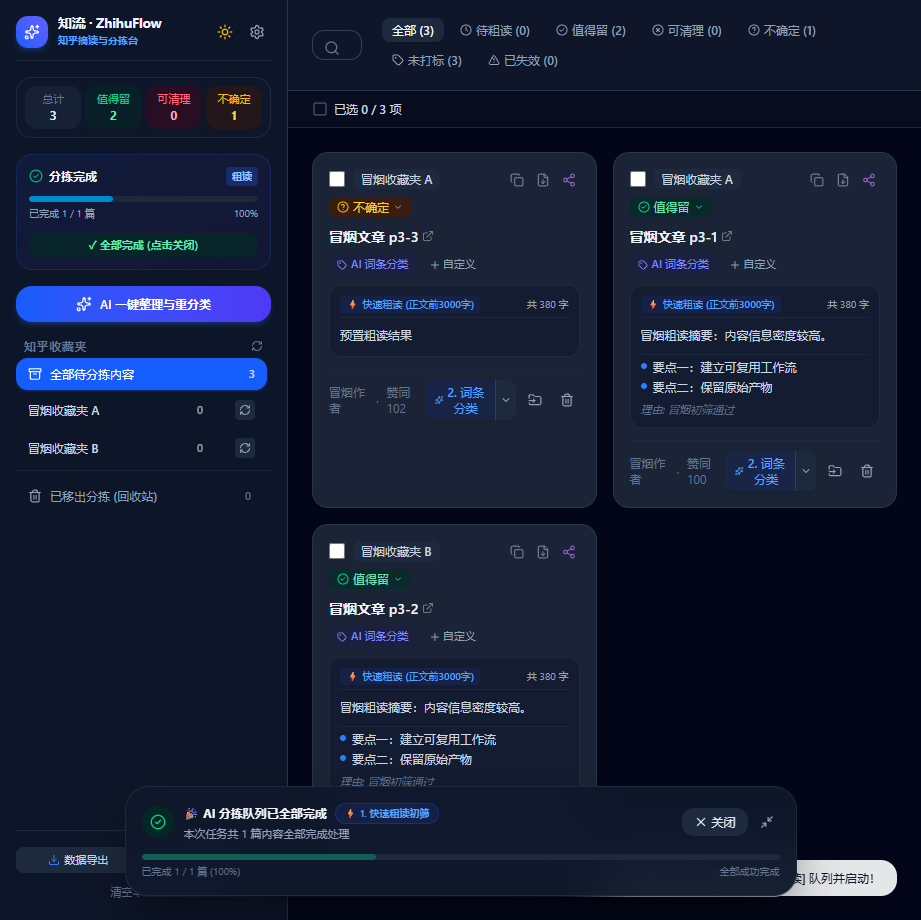 知流 · ZhihuFlow
知乎摘读与分拣台
总计
3
值得留
2
可清理
0
不确定
1
分拣完成
粗读
已完成 1 / 1 篇
100%
✓ 全部完成 (点击关闭)
AI 一键整理与重分类
知乎收藏夹
全部待分拣内容
3
冒烟收藏夹 A
0
冒烟收藏夹 B
0
已移出分拣 (回收站)
0
数据导出
清空
全部 (3)
待粗读 (0)
值得留 (2)
可清理 (0)
不确定 (1)
未打标 (3)
已失效 (0)
已选 0 / 3 项
冒烟收藏夹 A
不确定
冒烟文章 p3-3
AI 词条分类
+ 自定义
快速粗读 (正文前3000字)
共 380 字
预置粗读结果
冒烟作
者
·
赞同
102
2. 词条
分类
冒烟收藏夹 A
值得留
冒烟文章 p3-1
AI 词条分类
+ 自定义
快速粗读 (正文前3000字)
共 380 字
冒烟粗读摘要：内容信息密度较高。
要点一：建立可复用工作流
要点二：保留原始产物
理由: 冒烟初筛通过
冒烟作
者
·
赞同
100
2. 词条
分类
冒烟收藏夹 B
值得留
冒烟文章 p3-2
AI 词条分类
+ 自定义
快速粗读 (正文前3000字)
共 380 字
冒烟粗读摘要：内容信息密度较高。
要点一：建立可复用工作流
要点二：保留原始产物
理由: 冒烟初筛通过
🎉 AI 分拣队列已全部完成
1. 快速粗读初筛
本次任务共 1 篇内容全部完成处理
关闭
已完成 1 / 1 篇 (100%)
全部成功完成
] 队列并启动！